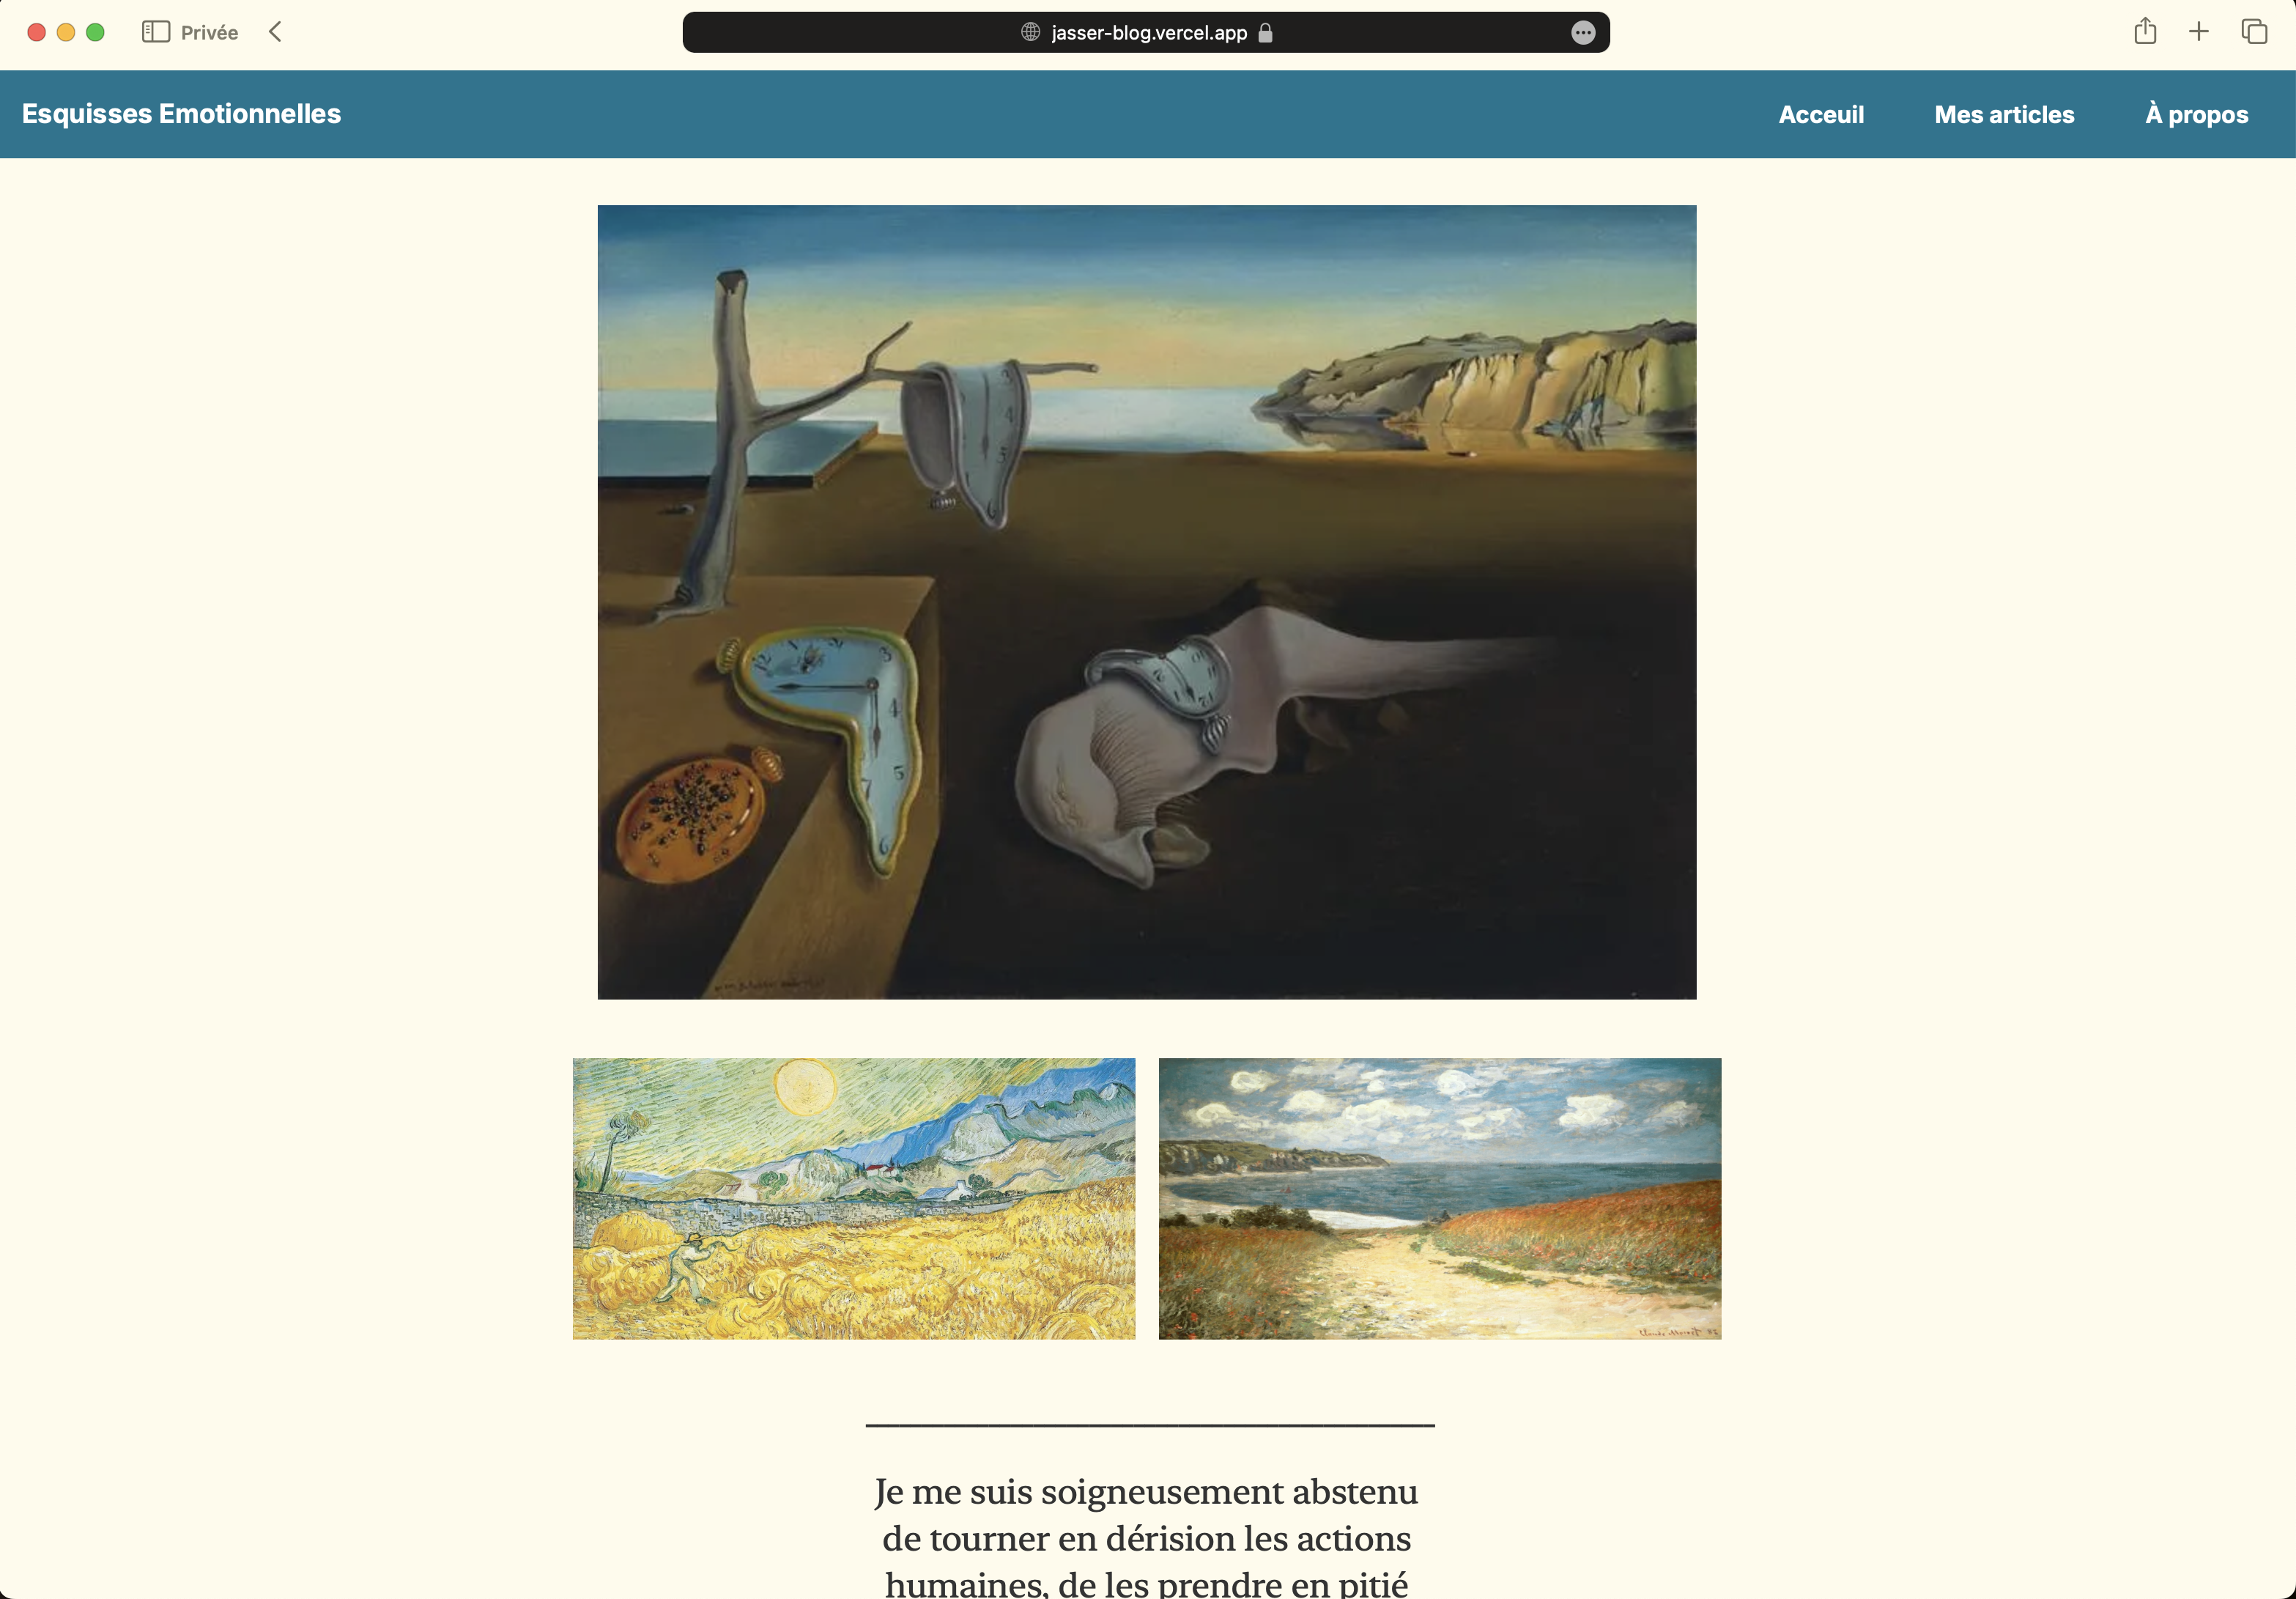 Privée
jasser-blog.vercel.app
Esquisses Emotionnelles
Acceuil
Mes articles
À propos
Je me suis soigneusement abstenu
de tourner en dérision les actions
humaines, de les prendre en pitié